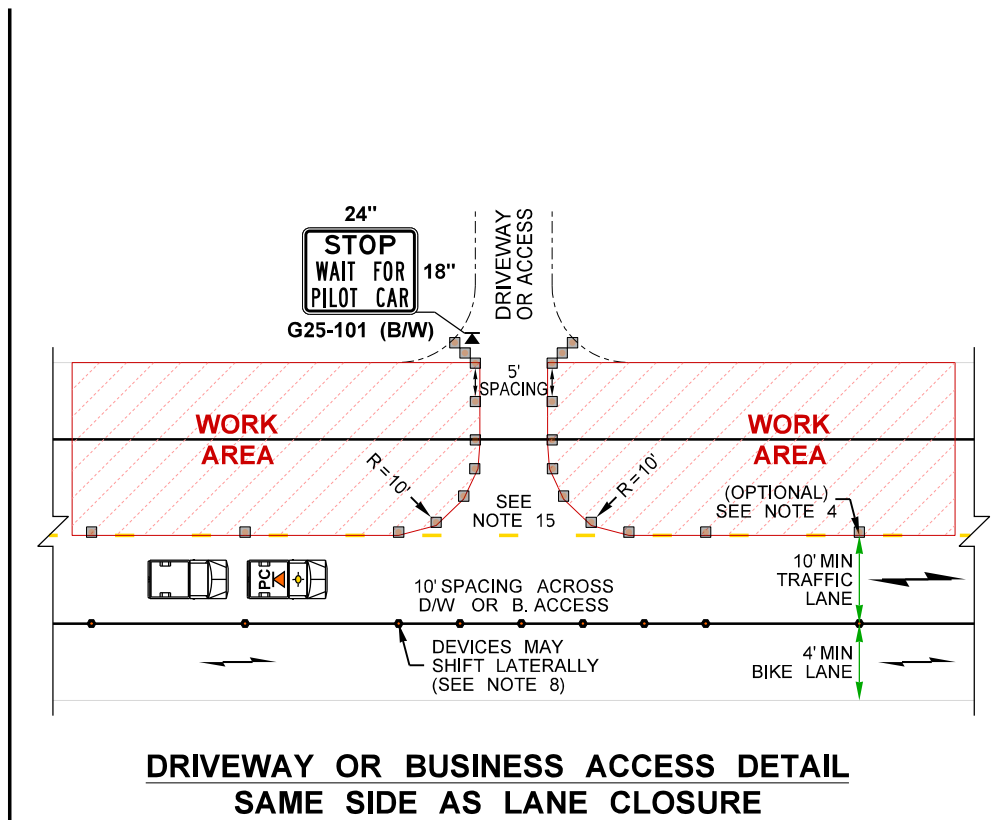 24"
STOP
WAIT FOR
PILOT CAR
18"
G25-101 (B/W)
DRIVEWAY
OR ACCESS
5'
SPACING
WORK
AREA
WORK
AREA
R=10'
R=10'
SEE
NOTE 15
(OPTIONAL)
SEE NOTE 4
PC
10' SPACING ACROSS
D/W OR B. ACCESS
10' MIN
TRAFFIC
LANE
DEVICES MAY
SHIFT LATERALLY
(SEE NOTE 8)
4' MIN
BIKE LANE
DRIVEWAY OR BUSINESS ACCESS DETAIL
SAME SIDE AS LANE CLOSURE